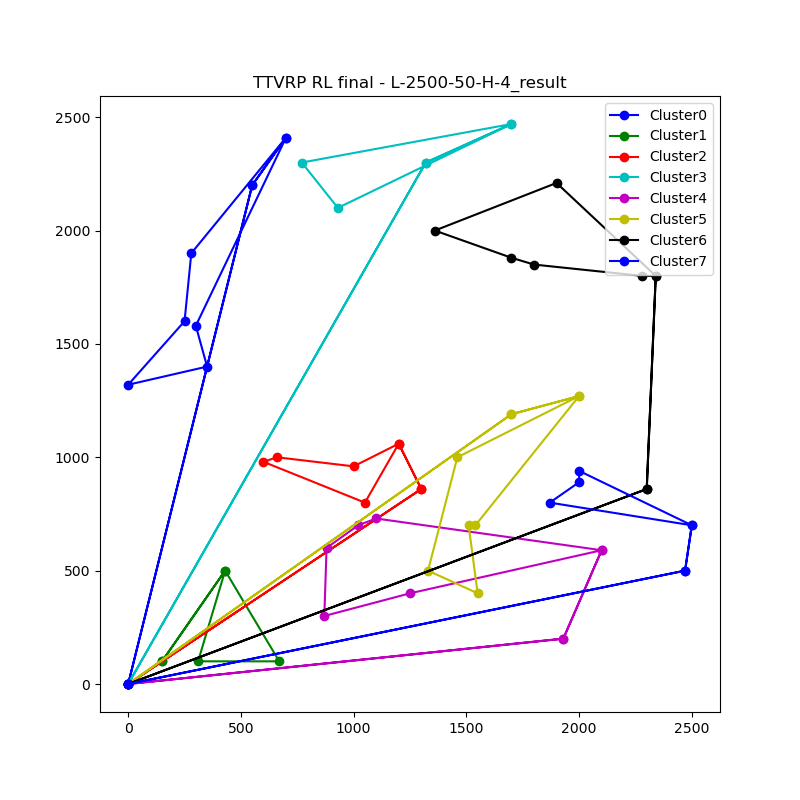 TTVRP RL final - L-2500-50-H-4_result
Cluster0
Cluster1
Cluster2
Cluster3
Cluster4
Cluster5
Cluster6
Cluster7
2500
2000
1500
1000
500
0
0 500 1000 1500 2000 2500